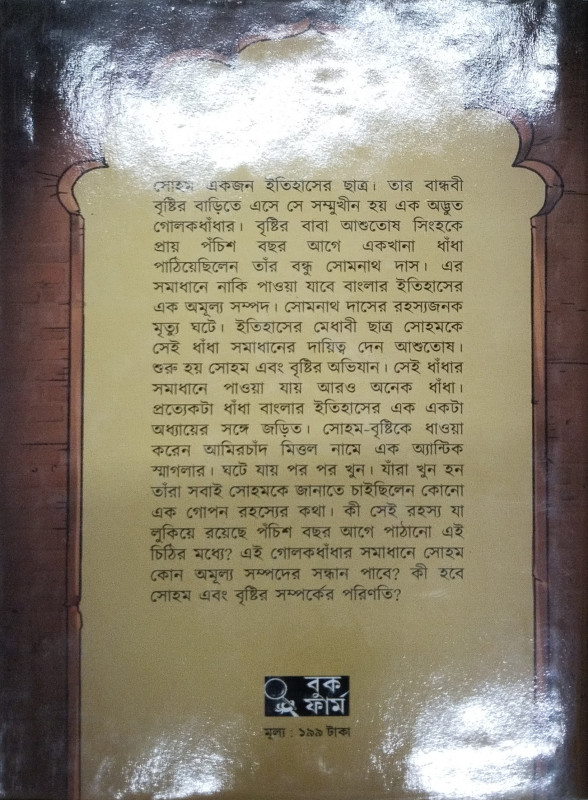 সোহম একজন ইতিহাসের ছাত্র। তার বান্ধবী
বৃষ্টির বাড়িতে এসে সে সম্মুখীন হয় এক অদ্ভুত
গোলকধাঁধার। বৃষ্টির বাবা আশুতোষ সিংহকে
প্রায় পঁচিশ বছর আগে একখানা ধাঁধা
পাঠিয়েছিলেন তাঁর বন্ধু সোমনাথ দাস। এর
সমাধানে নাকি পাওয়া যাবে বাংলার ইতিহাসের
এক অমূল্য সম্পদ। সোমনাথ দাসের রহস্যজনক
মৃত্যু ঘটে। ইতিহাসের মেধাবী ছাত্র সোহমকে
সেই ধাঁধা সমাধানের দায়িত্ব দেন আশুতোষ।
শুরু হয় সোহম এবং বৃষ্টির অভিযান। সেই ধাঁধার
সমাধানে পাওয়া যায় আরও অনেক ধাঁধা।
প্রত্যেকটা ধাঁধা বাংলার ইতিহাসের এক একটা
অধ্যায়ের সঙ্গে জড়িত। সোহম-বৃষ্টিকে ধাওয়া
করেন আমিরচাঁদ মিত্তল নামে এক অ্যান্টিক
স্মাগলার। ঘটে যায় পর পর খুন। যাঁরা খুন হন
তাঁরা সবাই সোহমকে জানাতে চাইছিলেন কোনো
এক গোপন রহস্যের কথা। কী সেই রহস্য যা
লুকিয়ে রয়েছে পঁচিশ বছর আগে পাঠানো এই
চিঠির মধ্যে? এই গোলকধাঁধার সমাধানে সোহম
কোন অমূল্য সম্পদের সন্ধান পাবে? কী হবে
সোহম এবং বৃষ্টির সম্পর্কের পরিণতি?
বুক
ফার্ম
মূল্য : ১৯৯ টাকা